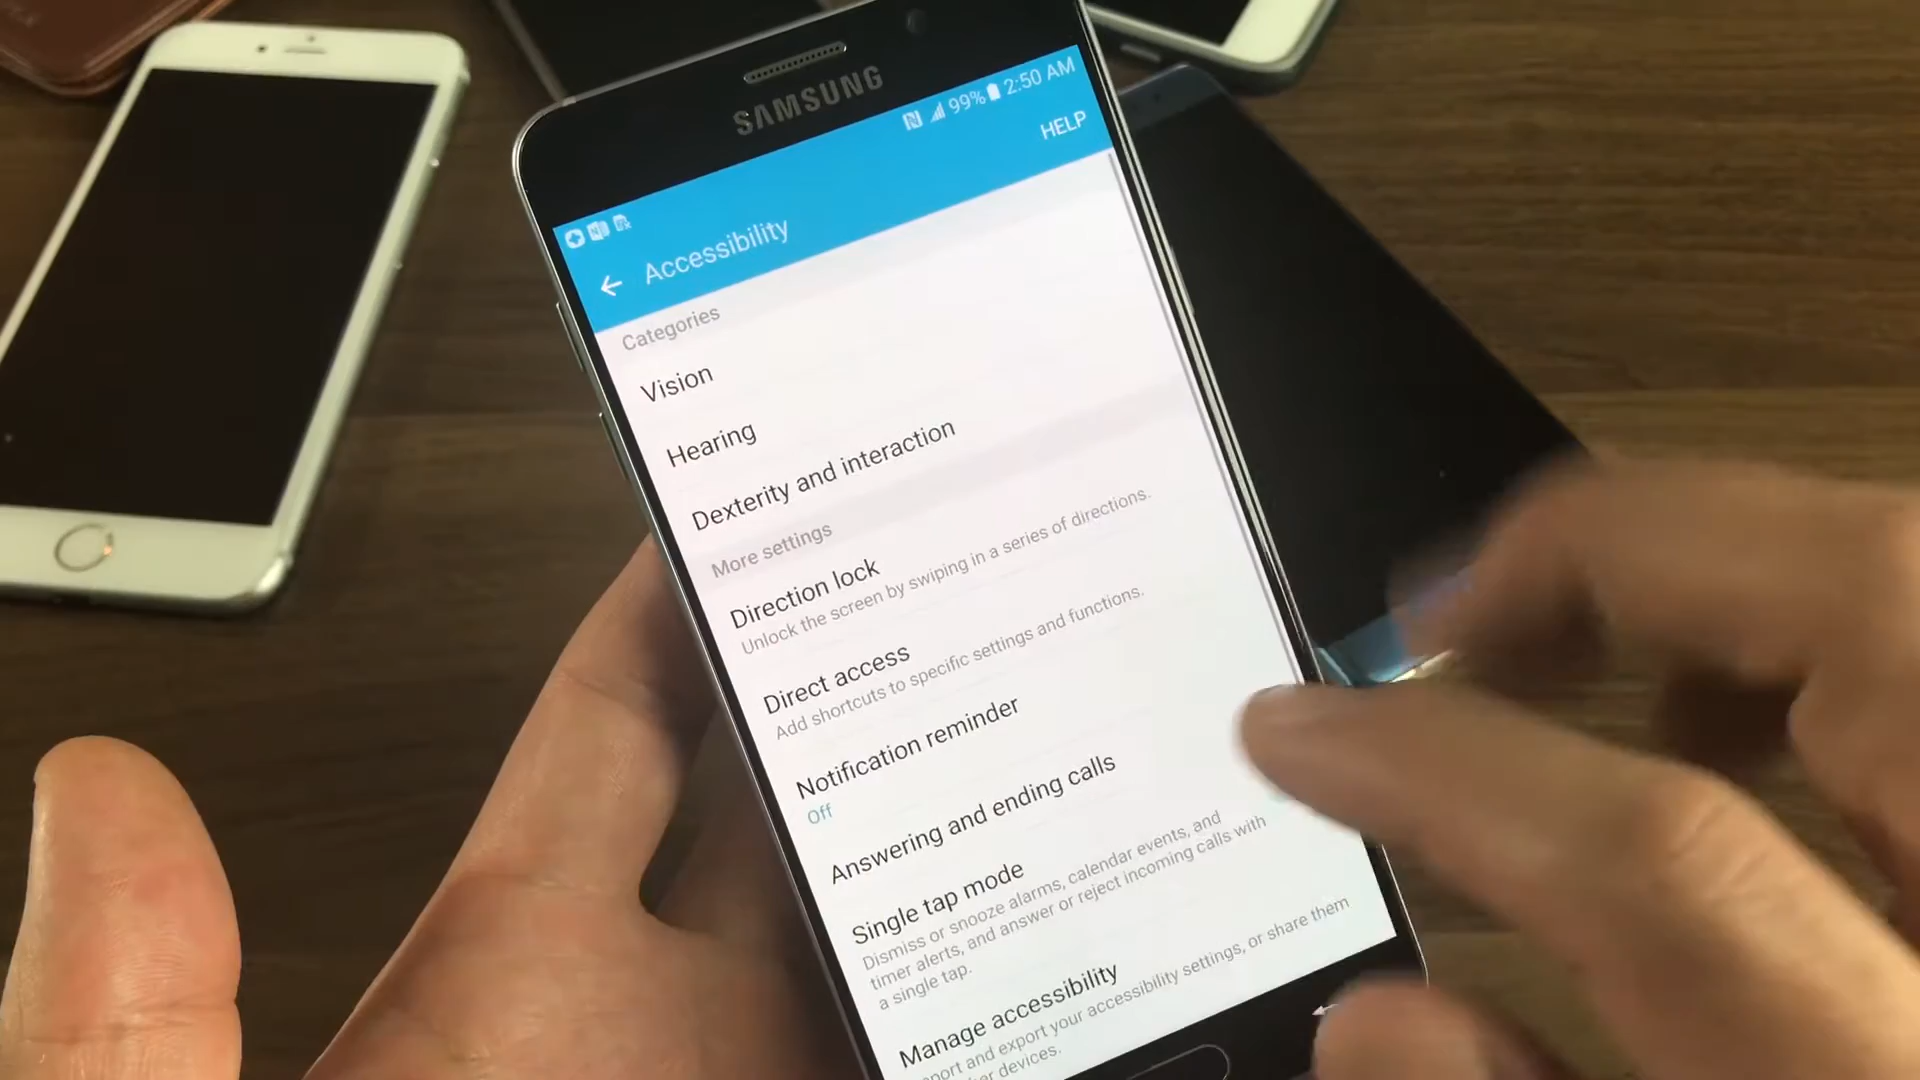 SAMSUNG
99% 2:50 AM
HELP
Accessibility
Categories
Vision
Hearing
Dexterity and interaction
More settings
Direction lock
Unlock the screen by swiping in a series of directions.
Direct access
Add shortcuts to specific settings and functions.
Notification reminder
Off
Answering and ending calls
Single tap mode
Dismiss or snooze alarms, calendar events, and
timer alerts, and answer or reject incoming calls with
a single tap.
Manage accessibility
and export your accessibility settings, or share them
devices.